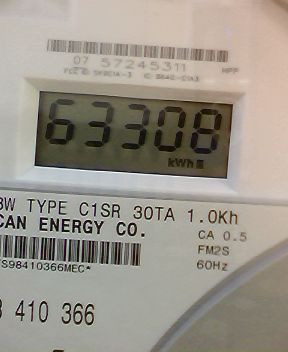 07 57245311
63308
kWh
3W TYPE C1SR 30TA 1.0Kh
CAN ENERGY CO.
CA 0.5
FM2S
60Hz
S98410366MEC*
410 366